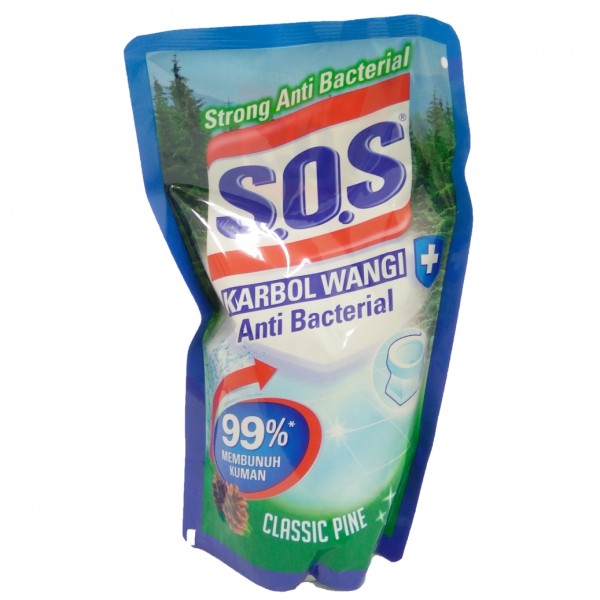 Strong Anti Bacterial
S.O.S®
KARBOL WANGI
Anti Bacterial
99%*
MEMBUNUH
KUMAN
CLASSIC PINE